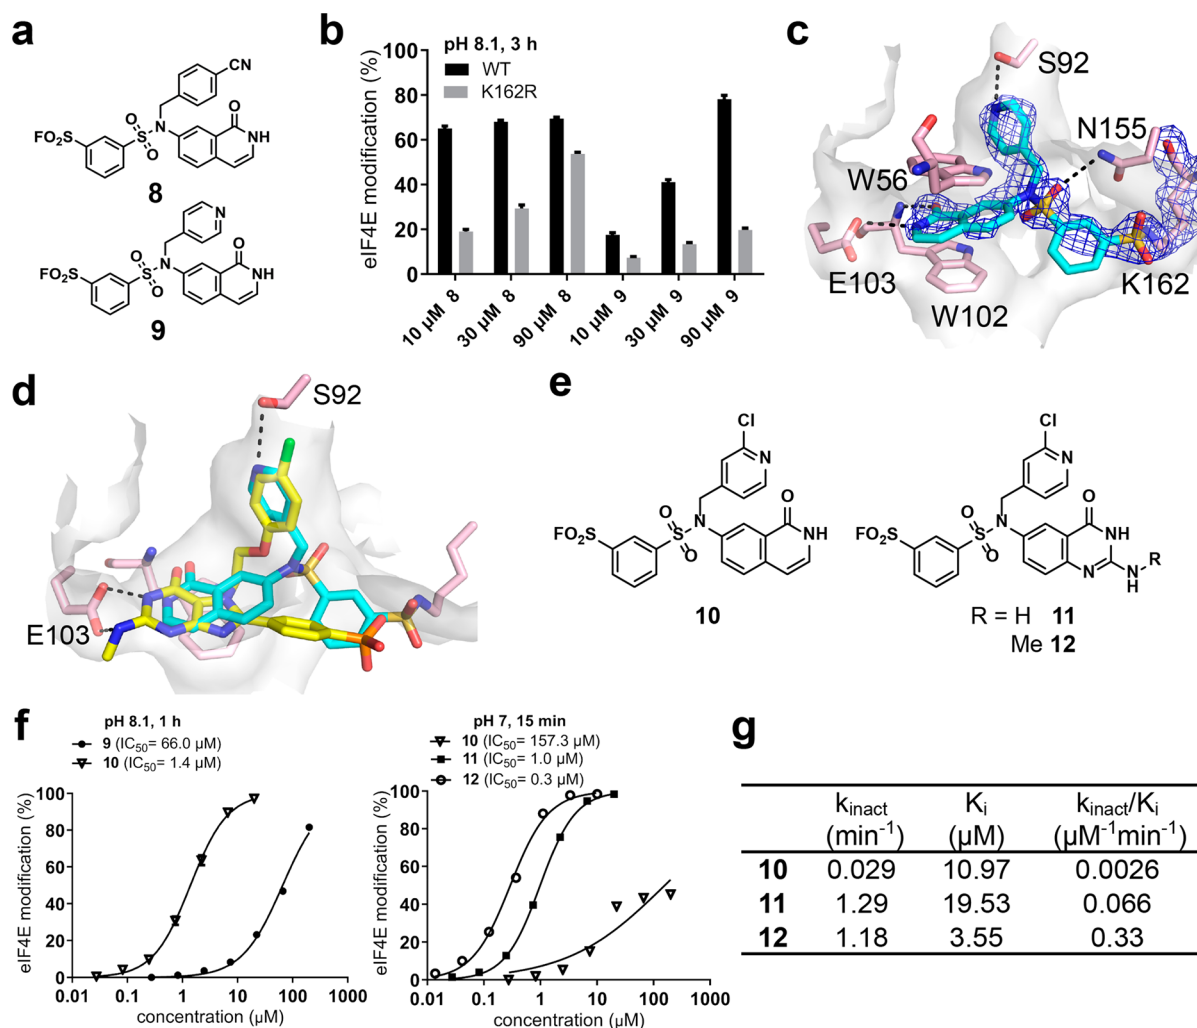 a
CN
O
FO₂S
S
N
O
O
NH
8
N
O
FO₂S
S
N
O
O
NH
9
b
pH 8.1, 3 h
WT
K162R
eIF4E modification (%)
100
80
60
40
20
0
10 µM 8
30 µM 8
90 µM 8
10 µM 9
30 µM 9
90 µM 9
c
S92
N155
W56
E103
W102
K162
d
S92
E103
e
Cl
N
O
FO₂S
S
N
O
O
NH
10
Cl
N
O
FO₂S
S
N
O
O
NH
N
N
H
R
R = H 11
Me 12
f
pH 8.1, 1 h
9 (IC₅₀= 66.0 µM)
10 (IC₅₀= 1.4 µM)
eIF4E modification (%)
100
80
60
40
20
0
0.01 0.1 1 10 100 1000
concentration (µM)
pH 7, 15 min
10 (IC₅₀= 157.3 µM)
11 (IC₅₀= 1.0 µM)
12 (IC₅₀= 0.3 µM)
eIF4E modification (%)
100
80
60
40
20
0
0.01 0.1 1 10 100 1000
concentration (µM)
g
kinact Ki kinact/Ki
(min⁻¹) (µM) (µM⁻¹min⁻¹)
10 0.029 10.97 0.0026
11 1.29 19.53 0.066
12 1.18 3.55 0.33